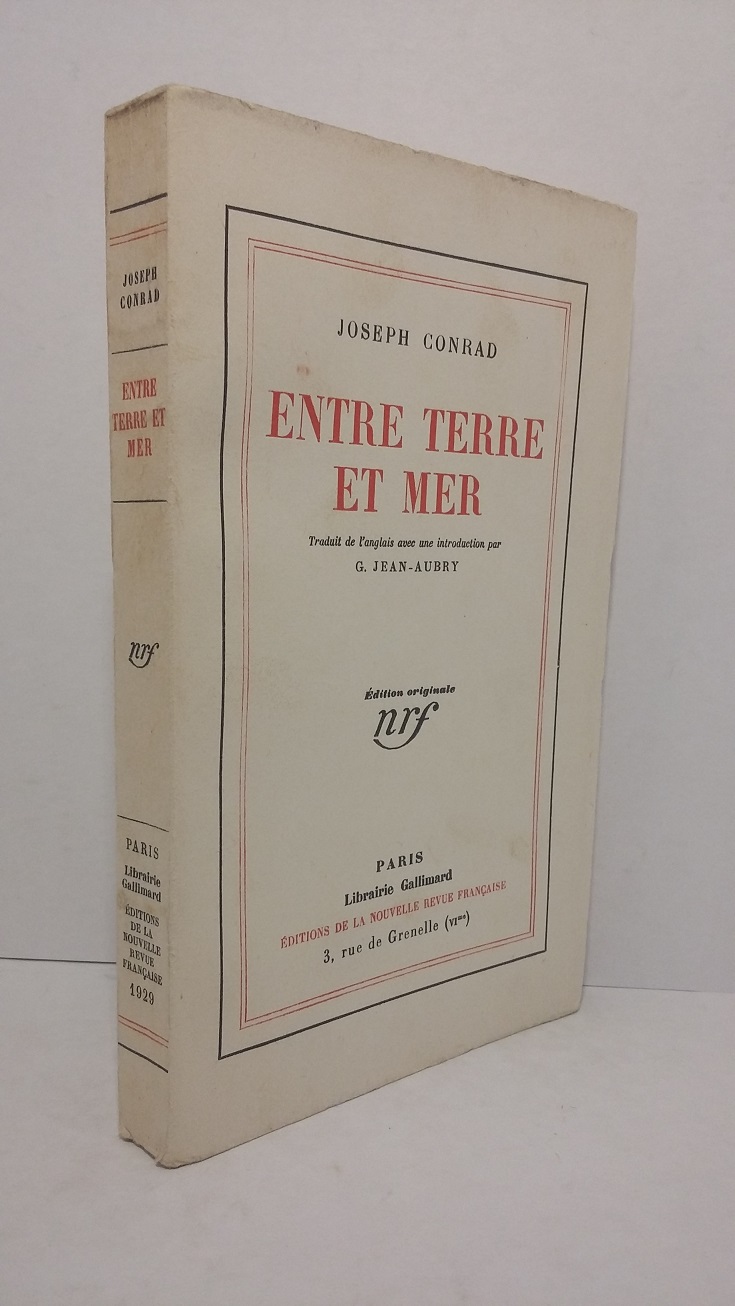 JOSEPH
CONRAD
ENTRE
TERRE ET
MER
nrf
PARIS
Librairie
Gallimard
ÉDITIONS
DE LA
NOUVELLE
REVUE
FRANÇAISE
1929
JOSEPH CONRAD
ENTRE TERRE
ET MER
Traduit de l'anglais avec une introduction par
G. JEAN-AUBRY
Édition originale
nrf
PARIS
Librairie Gallimard
ÉDITIONS DE LA NOUVELLE REVUE FRANÇAISE
3, rue de Grenelle (VIme)